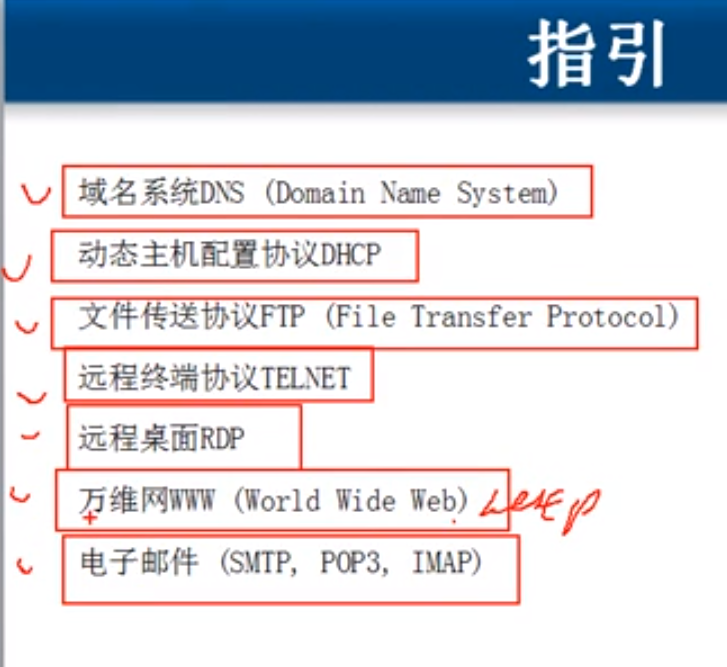 指引
域名系统DNS (Domain Name System)
动态主机配置协议DHCP
文件传送协议FTP (File Transfer Protocol)
远程终端协议TELNET
远程桌面RDP
万维网WWW (World Wide Web)
电子邮件 (SMTP, POP3, IMAP)